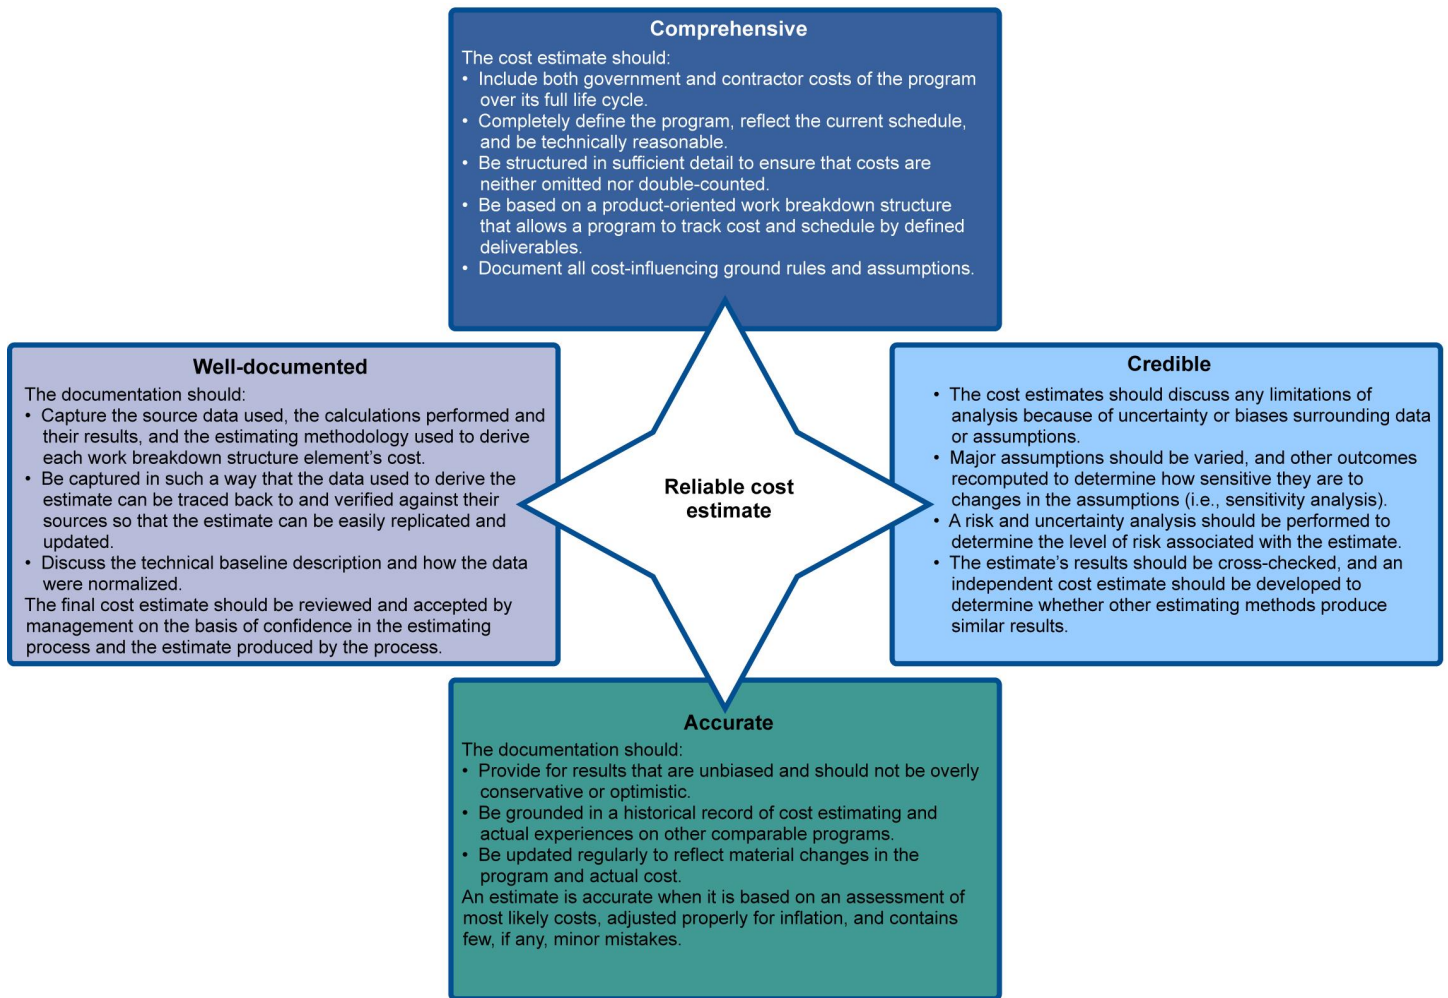 Comprehensive
The cost estimate should:
• Include both government and contractor costs of the program
over its full life cycle.
• Completely define the program, reflect the current schedule,
and be technically reasonable.
• Be structured in sufficient detail to ensure that costs are
neither omitted nor double-counted.
• Be based on a product-oriented work breakdown structure
that allows a program to track cost and schedule by defined
deliverables.
• Document all cost-influencing ground rules and assumptions.
Well-documented
The documentation should:
• Capture the source data used, the calculations performed and
their results, and the estimating methodology used to derive
each work breakdown structure element's cost.
• Be captured in such a way that the data used to derive the
estimate can be traced back to and verified against their
sources so that the estimate can be easily replicated and
updated.
• Discuss the technical baseline description and how the data
were normalized.
The final cost estimate should be reviewed and accepted by
management on the basis of confidence in the estimating
process and the estimate produced by the process.
Reliable cost
estimate
Credible
• The cost estimates should discuss any limitations of
analysis because of uncertainty or biases surrounding data
or assumptions.
• Major assumptions should be varied, and other outcomes
recomputed to determine how sensitive they are to
changes in the assumptions (i.e., sensitivity analysis).
• A risk and uncertainty analysis should be performed to
determine the level of risk associated with the estimate.
• The estimate's results should be cross-checked, and an
independent cost estimate should be developed to
determine whether other estimating methods produce
similar results.
Accurate
The documentation should:
• Provide for results that are unbiased and should not be overly
conservative or optimistic.
• Be grounded in a historical record of cost estimating and
actual experiences on other comparable programs.
• Be updated regularly to reflect material changes in the
program and actual cost.
An estimate is accurate when it is based on an assessment of
most likely costs, adjusted properly for inflation, and contains
few, if any, minor mistakes.